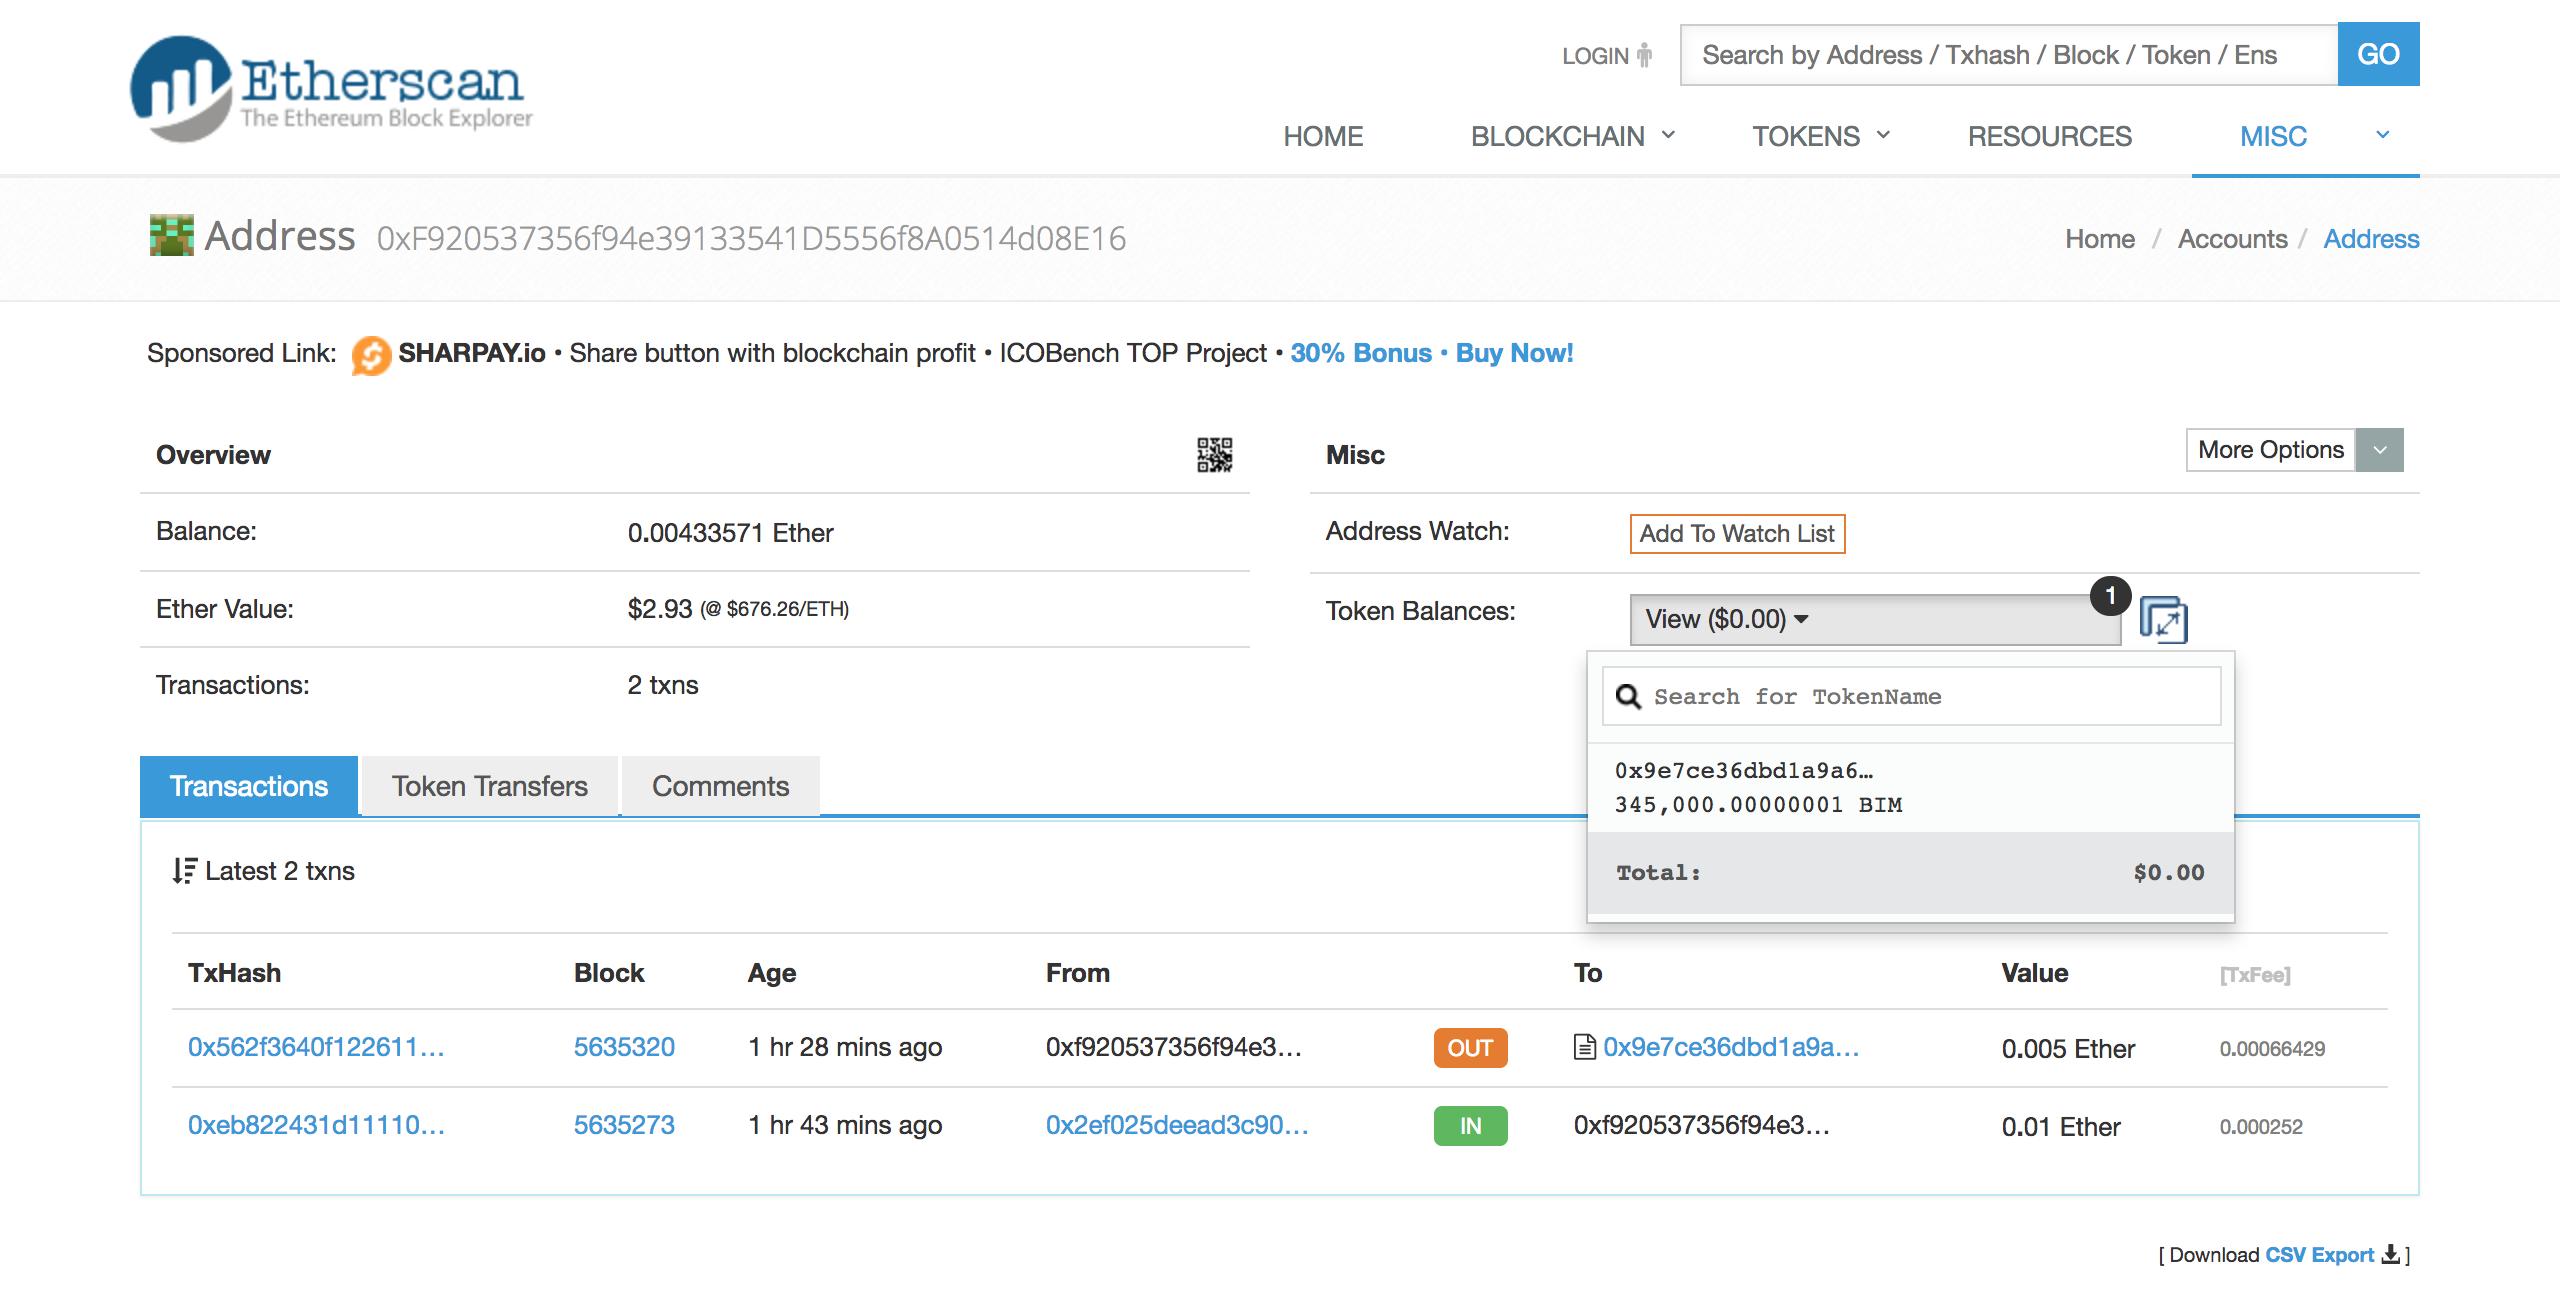 Etherscan
The Ethereum Block Explorer
LOGIN
Search by Address / Txhash / Block / Token / Ens
GO
HOME
BLOCKCHAIN
TOKENS
RESOURCES
MISC
Address 0xF920537356f94e39133541D5556f8A0514d08E16
Home / Accounts / Address
Sponsored Link: SHARPAY.io • Share button with blockchain profit • ICOBench TOP Project • 30% Bonus • Buy Now!
Overview
Balance: 0.00433571 Ether
Ether Value: $2.93 (@ $676.26/ETH)
Transactions: 2 txns
Misc
More Options
Address Watch: Add To Watch List
Token Balances: View ($0.00)
1
Search for TokenName
0x9e7ce36dbd1a9a6…
345,000.00000001 BIM
Total: $0.00
Transactions
Token Transfers
Comments
Latest 2 txns
TxHash Block Age From To Value [TxFee]
0x562f3640f122611… 5635320 1 hr 28 mins ago 0xf920537356f94e3… OUT 0x9e7ce36dbd1a9a… 0.005 Ether 0.00066429
0xeb822431d11110… 5635273 1 hr 43 mins ago 0x2ef025deead3c90… IN 0xf920537356f94e3… 0.01 Ether 0.000252
[ Download CSV Export ]